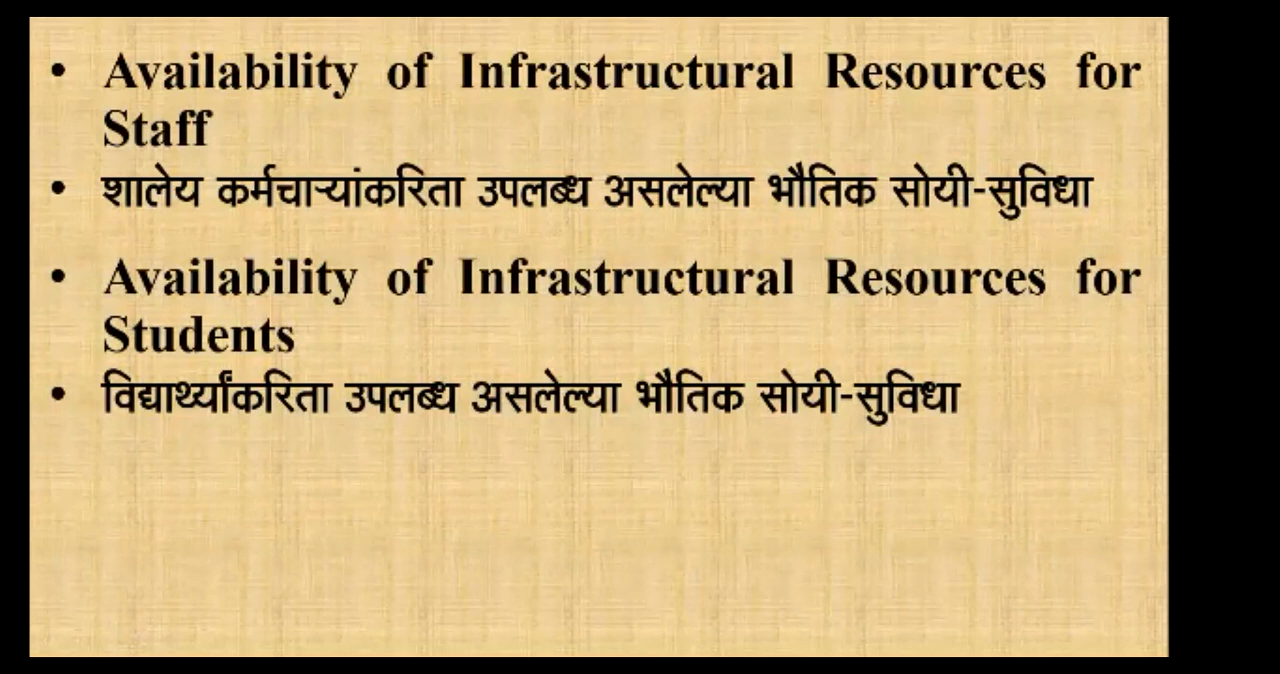 • Availability of Infrastructural Resources for
Staff
• शालेय कर्मचाऱ्यांकरिता उपलब्ध असलेल्या भौतिक सोयी-सुविधा
• Availability of Infrastructural Resources for
Students
• विद्यार्थ्यांकरिता उपलब्ध असलेल्या भौतिक सोयी-सुविधा